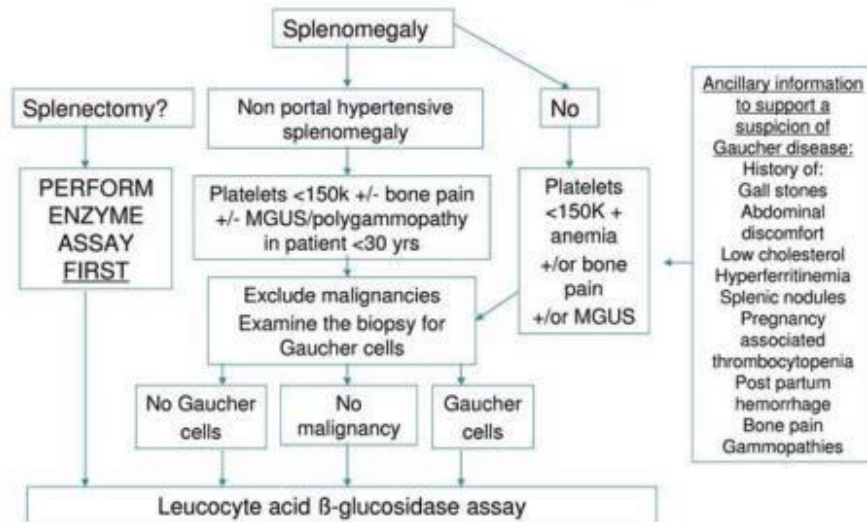 Splenomegaly
Splenectomy?
Non portal hypertensive
splenomegaly
No
PERFORM
ENZYME
ASSAY
FIRST
Platelets <150k +/- bone pain
+/- MGUS/polygammopathy
in patient <30 yrs
Platelets
<150K +
anemia
+/or bone
pain
+/or MGUS
Ancillary information
to support a
suspicion of
Gaucher disease:
History of:
Gall stones
Abdominal
discomfort
Low cholesterol
Hyperferritinemia
Splenic nodules
Pregnancy
associated
thrombocytopenia
Post partum
hemorrhage
Bone pain
Gammopathies
Exclude malignancies
Examine the biopsy for
Gaucher cells
No Gaucher
cells
No
malignancy
Gaucher
cells
Leucocyte acid ß-glucosidase assay